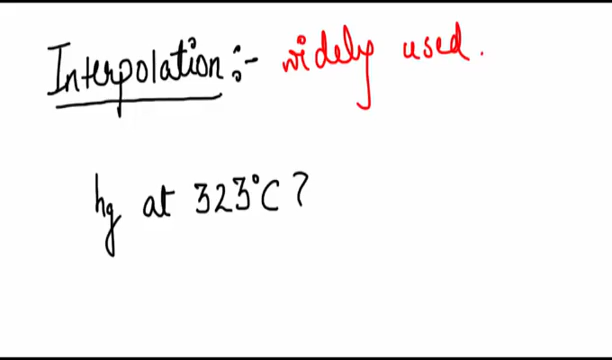 Interpolation :- widely used.
hg at 323°C ?